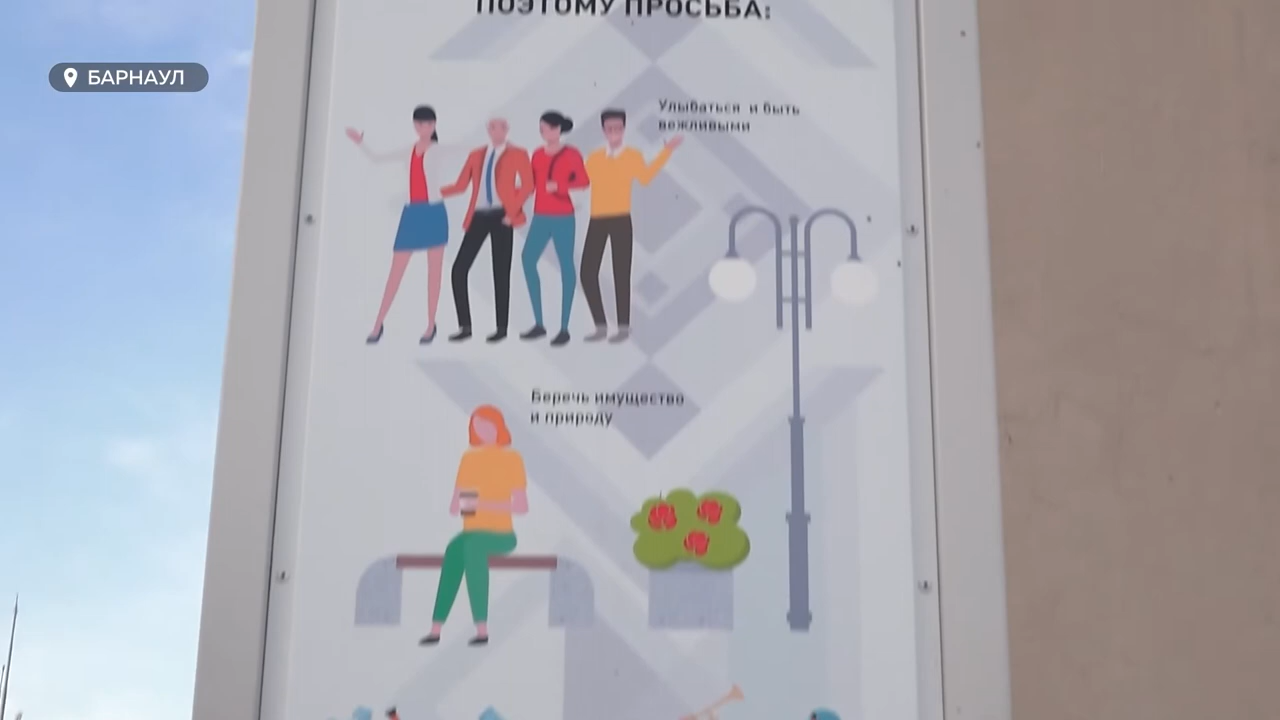 ПОЭТОМУ ПРОСЬБА:
БАРНАУЛ
Улыбаться и быть
вежливыми
Беречь имущество
и природу